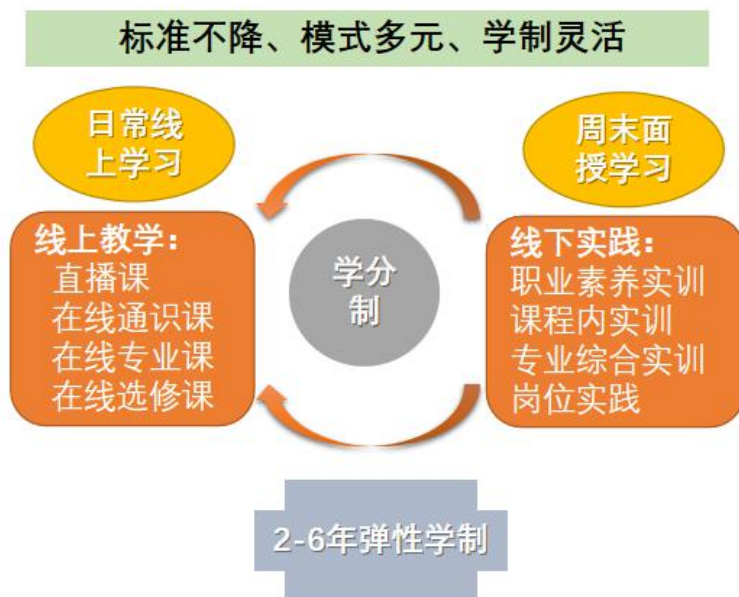 标准不降、模式多元、学制灵活
日常线
上学习
周末面
授学习
线上教学：
直播课
在线通识课
在线专业课
在线选修课
学分
制
线下实践：
职业素养实训
课程内实训
专业综合实训
岗位实践
2-6年弹性学制